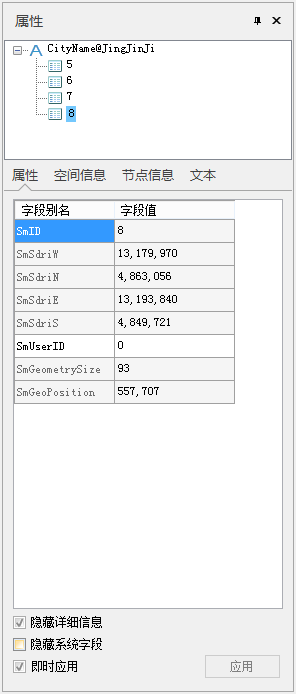 属性
CityName@JingJinJi
5
6
7
8
属性 空间信息 节点信息 文本
字段别名 字段值
SmID 8
SmSdriW 13,179,970
SmSdriN 4,863,056
SmSdriE 13,193,840
SmSdriS 4,849,721
SmUserID 0
SmGeometrySize 93
SmGeoPosition 557,707
隐藏详细信息
隐藏系统字段
即时应用 应用